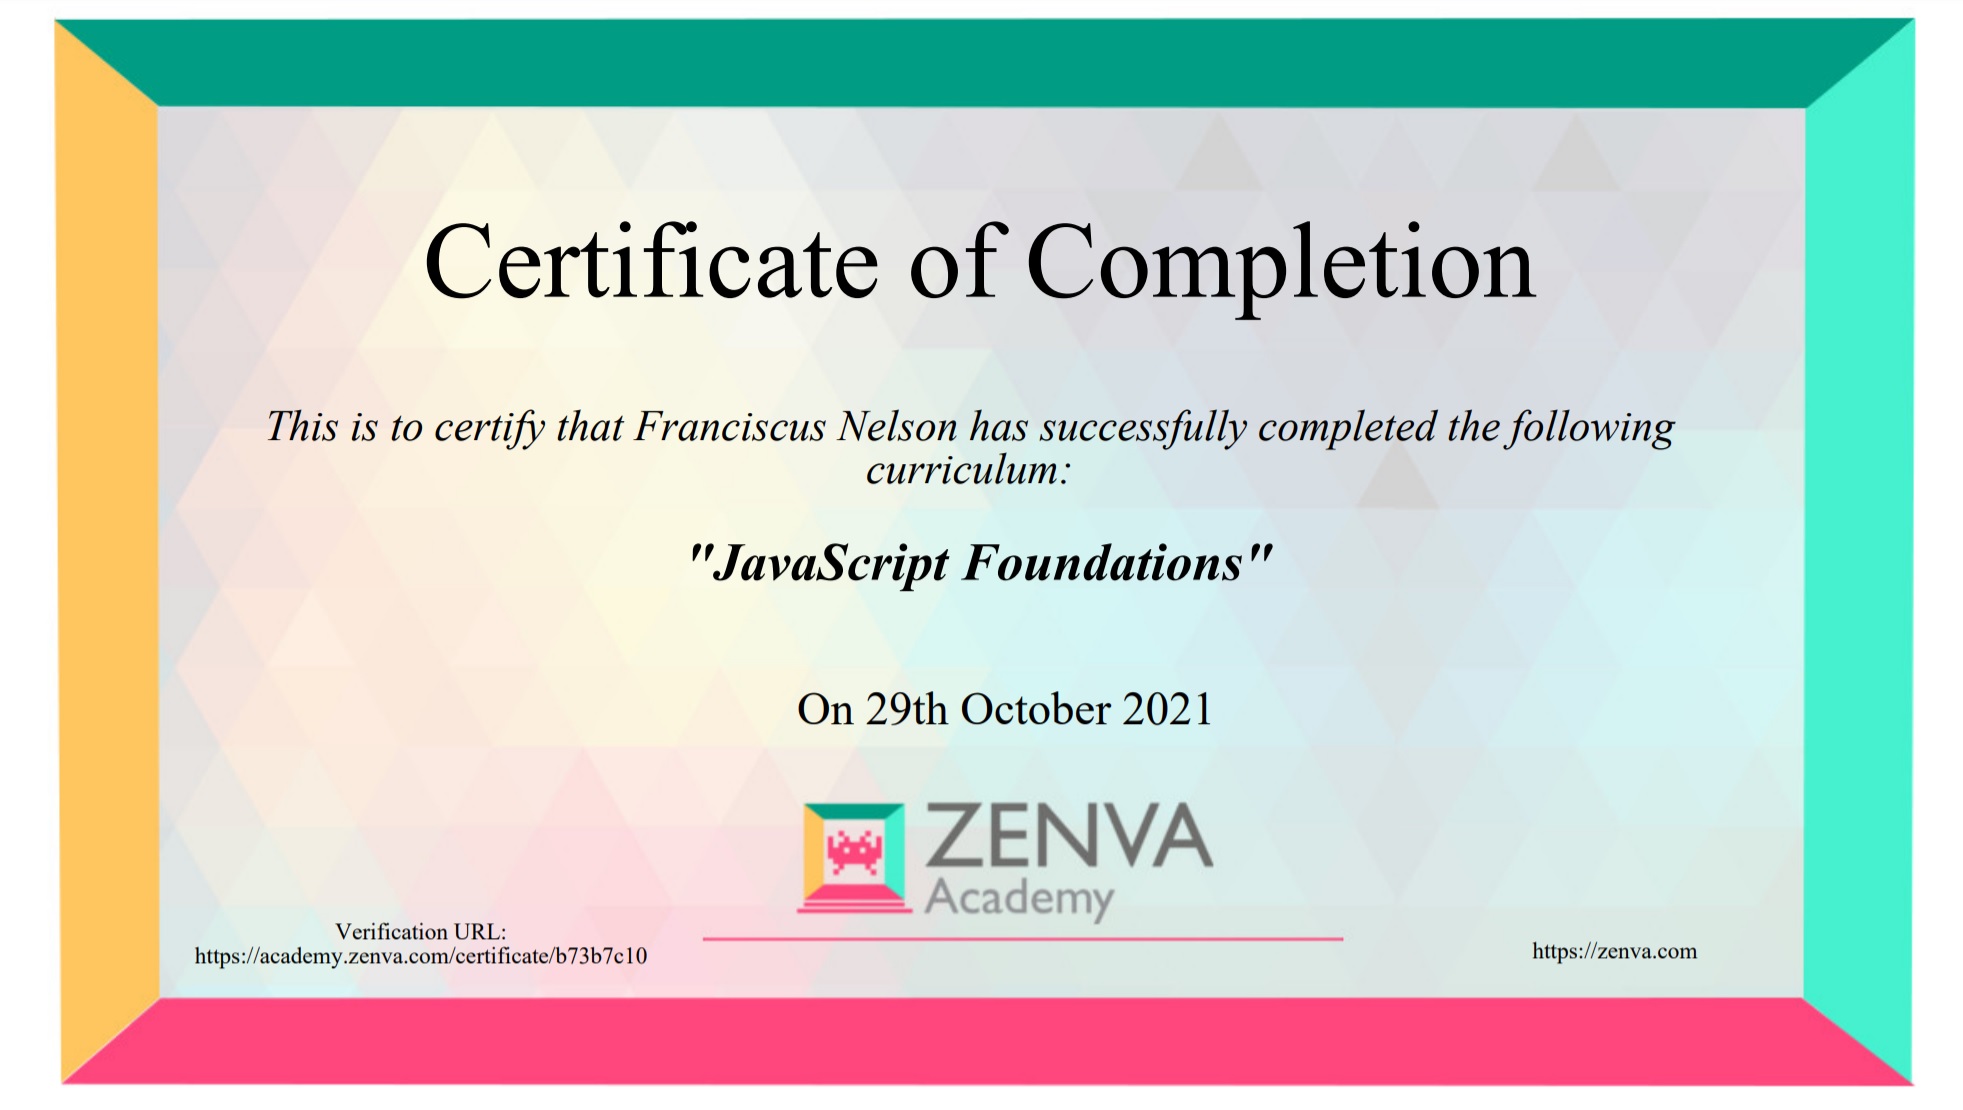 Certificate of Completion
This is to certify that Franciscus Nelson has successfully completed the following
curriculum:
"JavaScript Foundations"
On 29th October 2021
ZENVA
Academy
Verification URL:
https://academy.zenva.com/certificate/b73b7c10
https://zenva.com